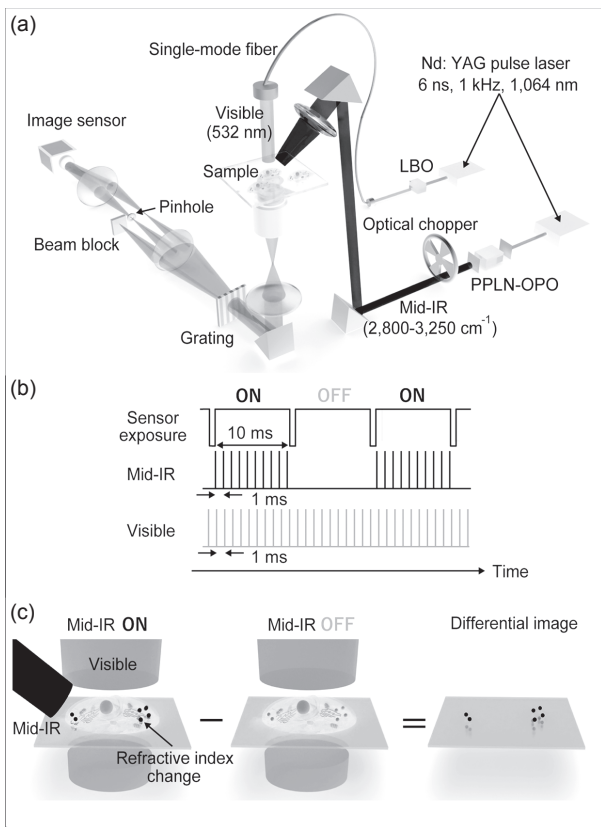 (a)
Single-mode fiber
Nd: YAG pulse laser
6 ns, 1 kHz, 1,064 nm
Image sensor
Visible
(532 nm)
LBO
Sample
Pinhole
Optical chopper
Beam block
PPLN-OPO
Mid-IR
(2,800-3,250 cm⁻¹)
Grating
(b)
ON
OFF
ON
Sensor
exposure
10 ms
Mid-IR
1 ms
Visible
1 ms
Time
(c)
Mid-IR ON
Mid-IR OFF
Differential image
Visible
Mid-IR
− =
Refractive index
change